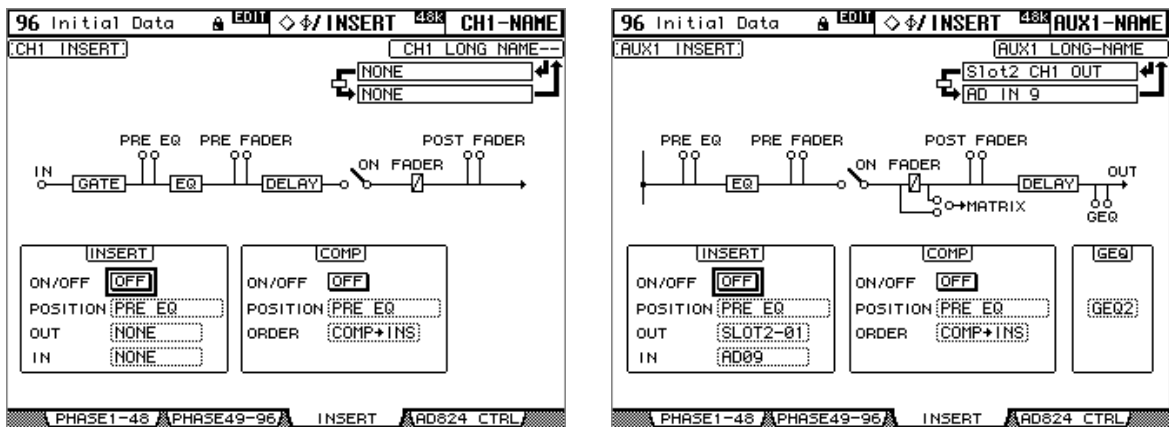 96 Initial Data EDIT ◇ φ/ INSERT 48K CH1-NAME
CH1 INSERT CH1 LONG NAME--
NONE
NONE
PRE EQ PRE FADER POST FADER
IN ON FADER
GATE EQ DELAY
INSERT COMP
ON/OFF OFF ON/OFF OFF
POSITION PRE EQ POSITION PRE EQ
OUT NONE ORDER COMP→INS
IN NONE
PHASE1-48 PHASE49-96 INSERT AD824 CTRL
96 Initial Data EDIT ◇ φ/ INSERT 48K AUX1-NAME
AUX1 INSERT AUX1 LONG-NAME
Slot2 CH1 OUT
AD IN 9
PRE EQ PRE FADER POST FADER
ON FADER OUT
EQ DELAY
MATRIX
GEQ
INSERT COMP GEQ
ON/OFF OFF ON/OFF OFF
POSITION PRE EQ POSITION PRE EQ GEQ2
OUT SLOT2-01 ORDER COMP→INS
IN AD09
PHASE1-48 PHASE49-96 INSERT AD824 CTRL